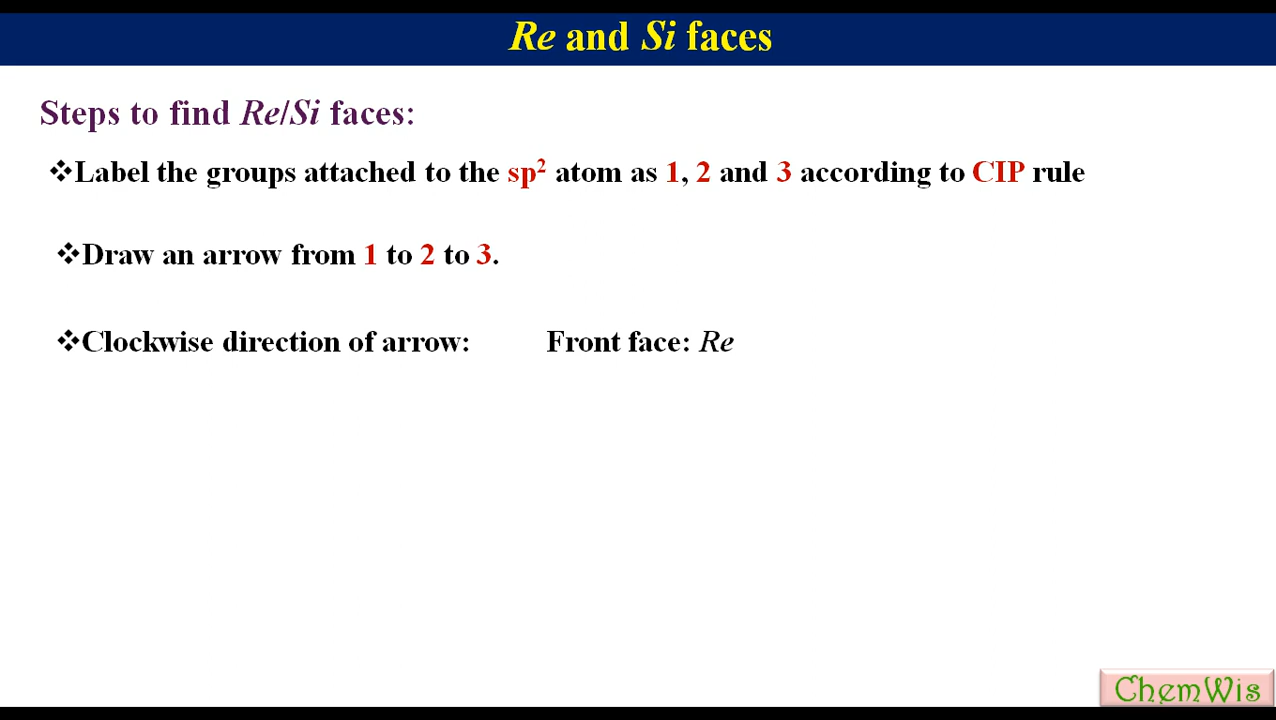 Re and Si faces
Steps to find Re/Si faces:
❖Label the groups attached to the sp² atom as 1, 2 and 3 according to CIP rule
❖Draw an arrow from 1 to 2 to 3.
❖Clockwise direction of arrow: Front face: Re
ChemWis